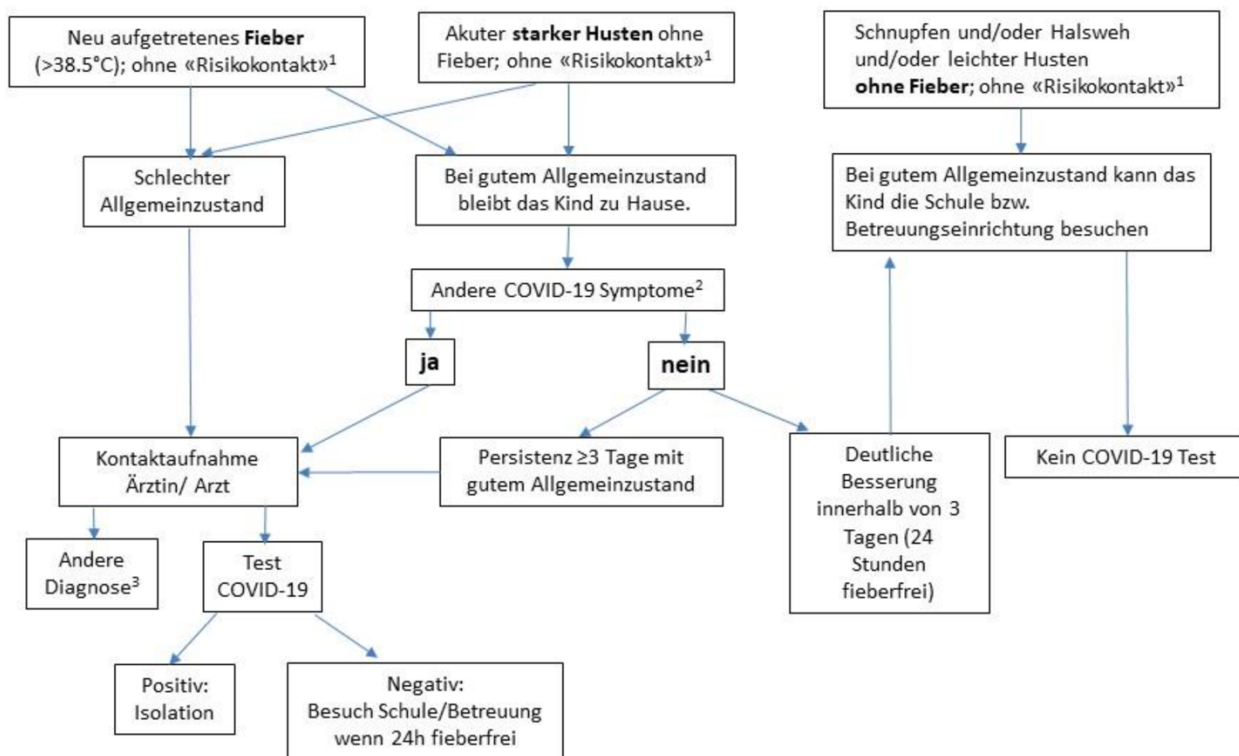 Neu aufgetretenes Fieber
(>38.5°C); ohne «Risikokontakt»¹
Akuter starker Husten ohne
Fieber; ohne «Risikokontakt»¹
Schnupfen und/oder Halsweh
und/oder leichter Husten
ohne Fieber; ohne «Risikokontakt»¹
Schlechter
Allgemeinzustand
Bei gutem Allgemeinzustand
bleibt das Kind zu Hause.
Bei gutem Allgemeinzustand kann das
Kind die Schule bzw.
Betreuungseinrichtung besuchen
Andere COVID-19 Symptome²
ja
nein
Kontaktaufnahme
Ärztin/ Arzt
Persistenz ≥3 Tage mit
gutem Allgemeinzustand
Deutliche
Besserung
innerhalb von 3
Tagen (24
Stunden
fieberfrei)
Kein COVID-19 Test
Andere
Diagnose³
Test
COVID-19
Positiv:
Isolation
Negativ:
Besuch Schule/Betreuung
wenn 24h fieberfrei